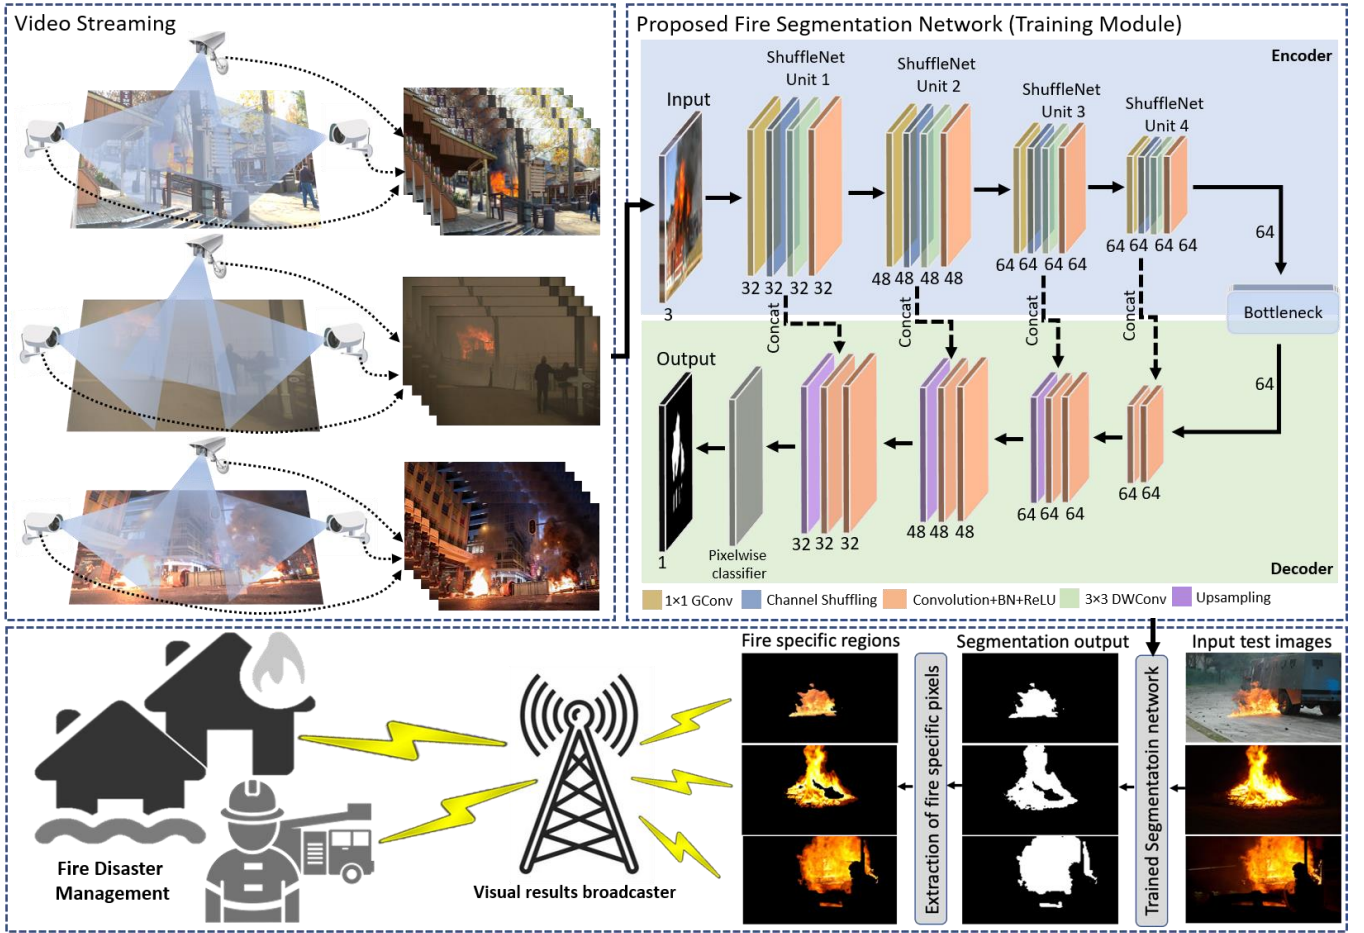 Video Streaming
Proposed Fire Segmentation Network (Training Module)
Encoder
ShuffleNet
Unit 1
ShuffleNet
Unit 2
ShuffleNet
Unit 3
ShuffleNet
Unit 4
Input
3
32 32 32 32
48 48 48 48
64 64 64 64
64 64 64 64
64
Concat
Concat
Concat
Concat
Bottleneck
Output
64
1
Pixelwise
classifier
32 32 32
48 48 48
64 64 64
64 64
Decoder
1×1 GConv
Channel Shuffling
Convolution+BN+ReLU
3×3 DWConv
Upsampling
Fire specific regions
Segmentation output
Input test images
Extraction of fire specific pixels
Trained Segmentatoin network
Fire Disaster
Management
Visual results broadcaster